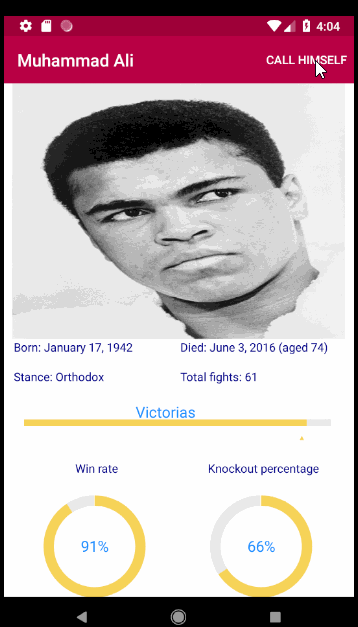 4:04
Muhammad Ali
CALL HIMSELF
Born: January 17, 1942
Died: June 3, 2016 (aged 74)
Stance: Orthodox
Total fights: 61
Victorias
Win rate
Knockout percentage
91%
66%